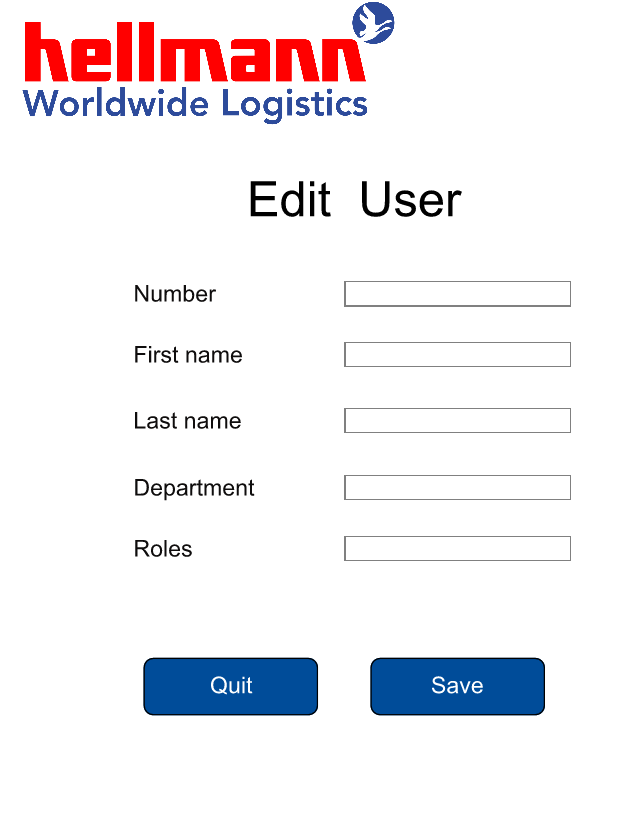 hellmann
Worldwide Logistics
Edit User
Number
First name
Last name
Department
Roles
Quit Save